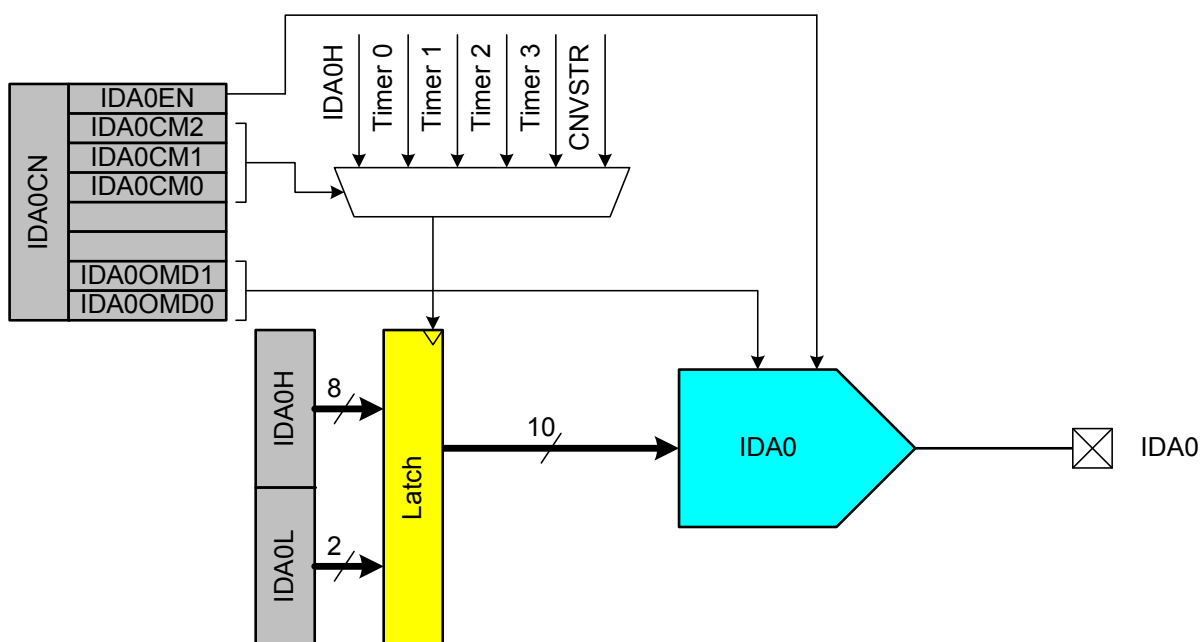 IDA0CN
IDA0EN
IDA0CM2
IDA0CM1
IDA0CM0
IDA0OMD1
IDA0OMD0
IDA0H
Timer 0
Timer 1
Timer 2
Timer 3
CNVSTR
IDA0H
IDA0L
8
2
Latch
10
IDA0
IDA0